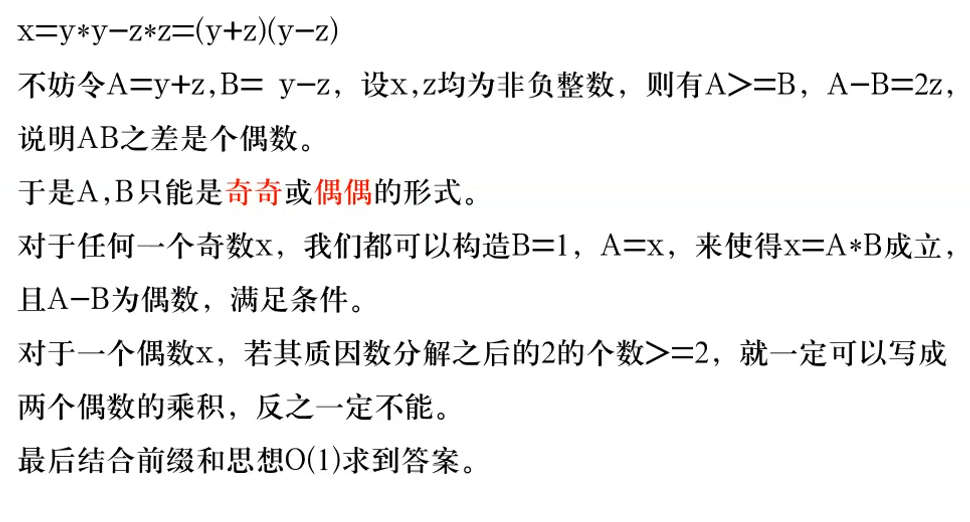 x=y*y-z*z=(y+z)(y-z)
不妨令A=y+z,B= y-z，设x,z均为非负整数，则有A>=B，A-B=2z，
说明AB之差是个偶数。
于是A,B只能是奇奇或偶偶的形式。
对于任何一个奇数x，我们都可以构造B=1，A=x，来使得x=A*B成立，
且A-B为偶数，满足条件。
对于一个偶数x，若其质因数分解之后的2的个数>=2，就一定可以写成
两个偶数的乘积，反之一定不能。
最后结合前缀和思想O(1)求到答案。